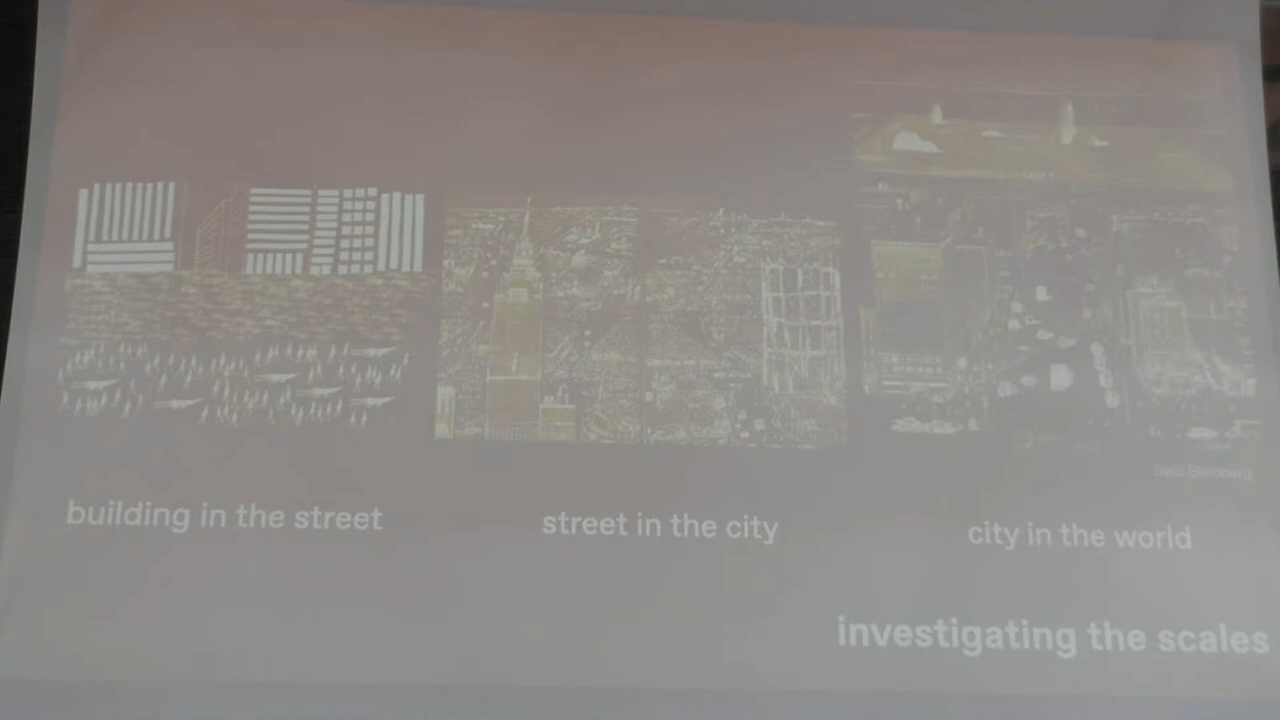 building in the street
street in the city
city in the world
investigating the scales